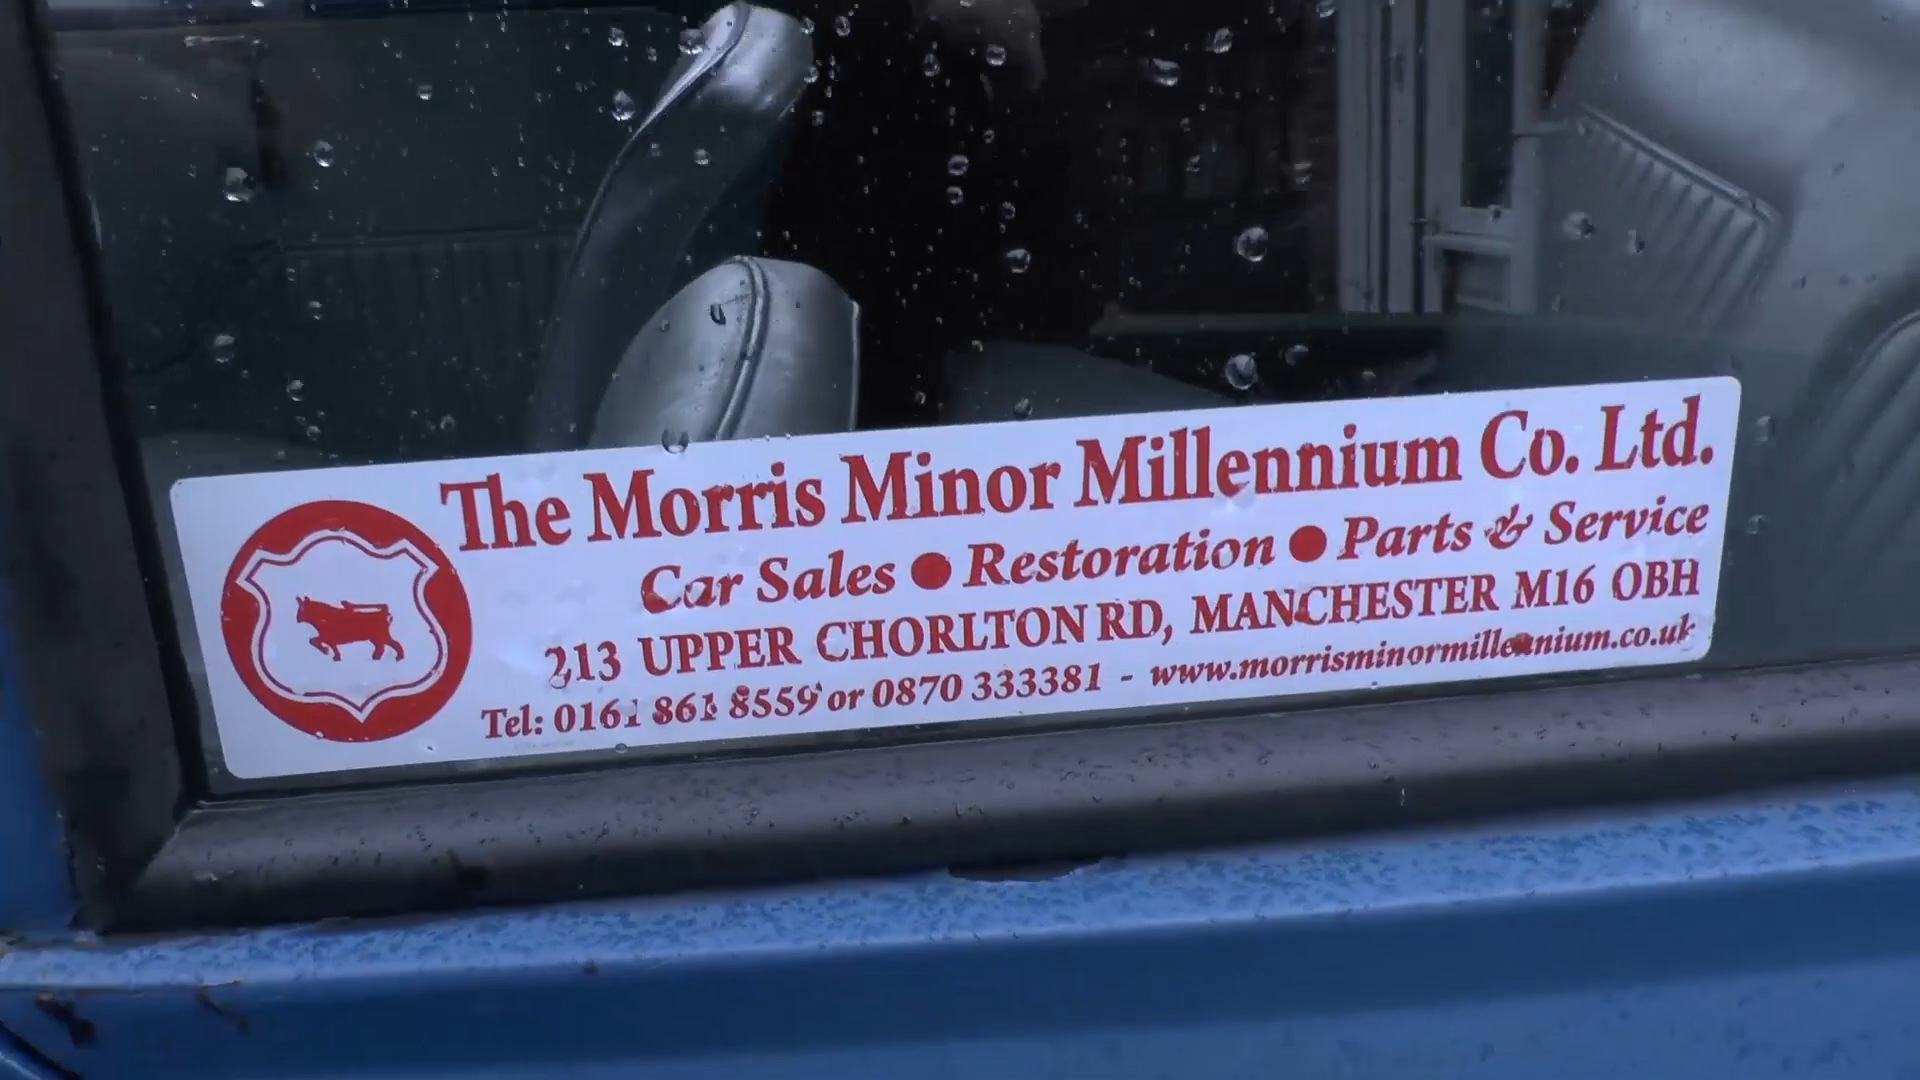 The Morris Minor Millennium Co. Ltd.
Car Sales ● Restoration ● Parts & Service
213 UPPER CHORLTON RD, MANCHESTER M16 OBH
Tel: 0161 861 8559 or 0870 333381 - www.morrisminormillennium.co.uk